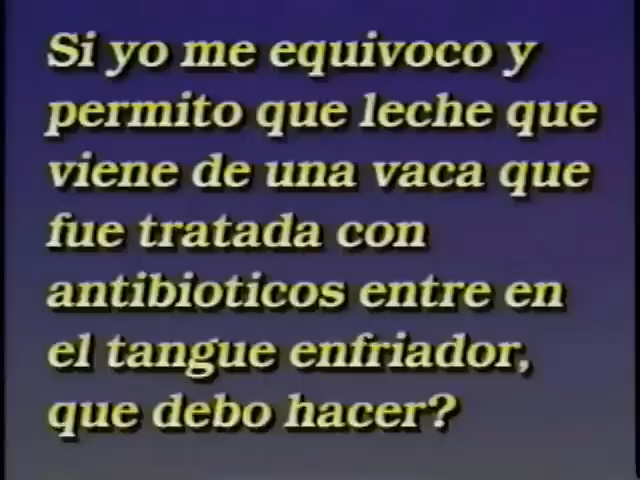 Si yo me equivoco y
permito que leche que
viene de una vaca que
fue tratada con
antibioticos entre en
el tangue enfriador,
que debo hacer?